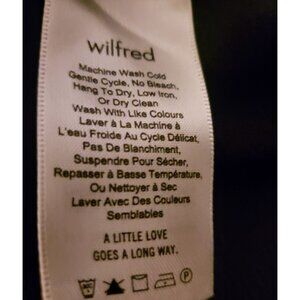 wilfred
Machine Wash Cold
Gentle Cycle, No Bleach,
Hang To Dry, Low Iron,
Or Dry Clean
Wash With Like Colours
Laver à La Machine à
L'eau Froide Au Cycle Délicat,
Pas De Blanchiment,
Suspendre Pour Sécher,
Repasser à Basse Température,
Ou Nettoyer à Sec
Laver Avec Des Couleurs
Semblables
A LITTLE LOVE
GOES A LONG WAY.
P